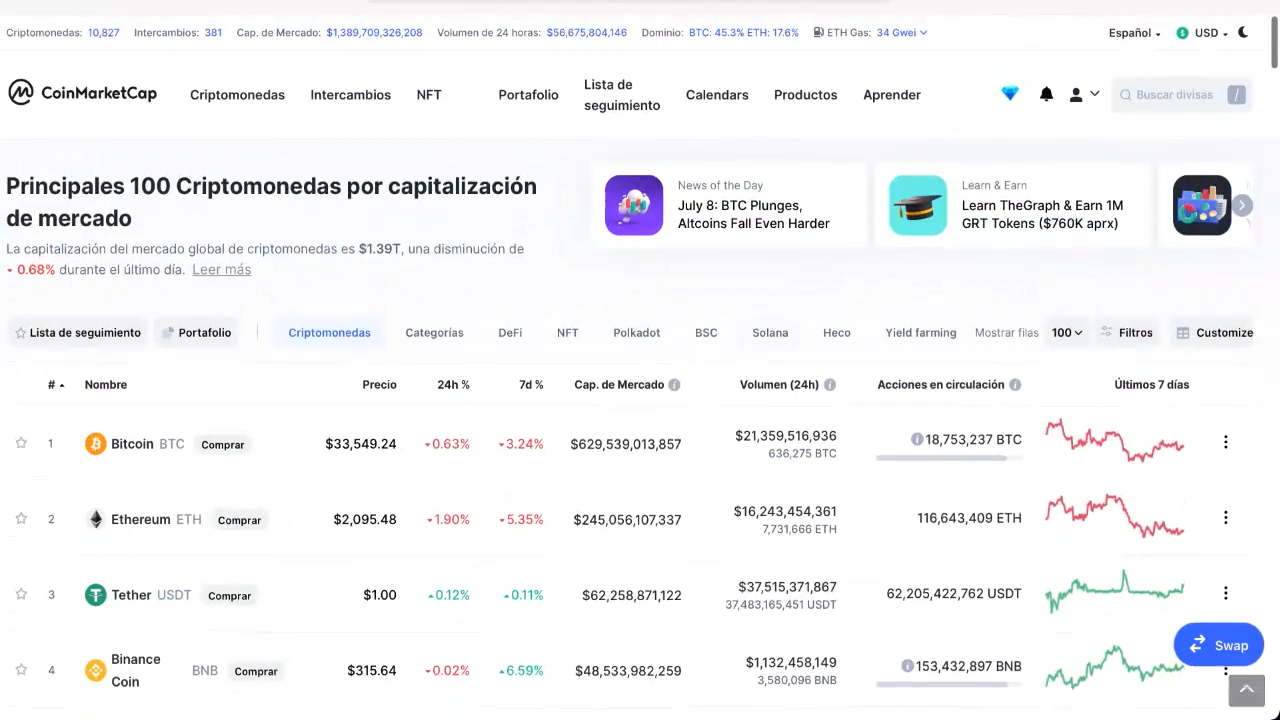 Criptomonedas: 10,827 Intercambios: 381 Cap. de Mercado: $1,389,709,326,208 Volumen de 24 horas: $56,675,804,146 Dominio: BTC: 45.3% ETH: 17.6% ETH Gas: 34 Gwei Español USD
CoinMarketCap Criptomonedas Intercambios NFT Portafolio Lista de seguimiento Calendars Productos Aprender Buscar divisas /
Principales 100 Criptomonedas por capitalización
de mercado
La capitalización del mercado global de criptomonedas es $1.39T, una disminución de
0.68% durante el último día. Leer más
News of the Day
July 8: BTC Plunges,
Altcoins Fall Even Harder
Learn & Earn
Learn TheGraph & Earn 1M
GRT Tokens ($760K aprx)
Lista de seguimiento Portafolio Criptomonedas Categorías DeFi NFT Polkadot BSC Solana Heco Yield farming Mostrar filas 100 Filtros Customize
# Nombre Precio 24h % 7d % Cap. de Mercado Volumen (24h) Acciones en circulación Últimos 7 días
1 Bitcoin BTC Comprar $33,549.24 0.63% 3.24% $629,539,013,857 $21,359,516,936 18,753,237 BTC
636,275 BTC
2 Ethereum ETH Comprar $2,095.48 1.90% 5.35% $245,056,107,337 $16,243,454,361 116,643,409 ETH
7,731,666 ETH
3 Tether USDT Comprar $1.00 0.12% 0.11% $62,258,871,122 $37,515,371,867 62,205,422,762 USDT
37,483,165,451 USDT
4 Binance Coin BNB Comprar $315.64 0.02% 6.59% $48,533,982,259 $1,132,458,149 153,432,897 BNB
3,580,096 BNB
Swap